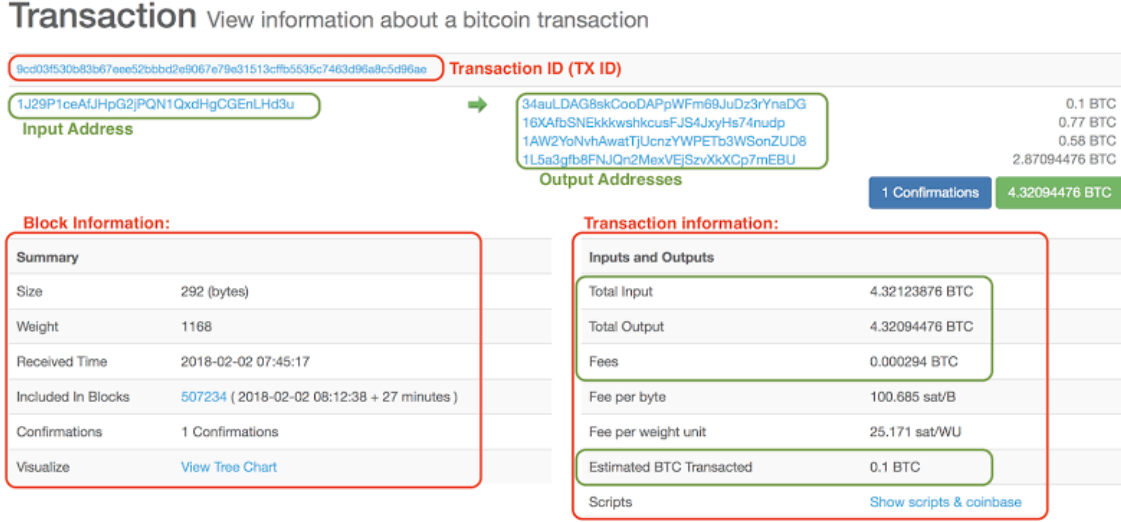 Transaction View information about a bitcoin transaction
9cd03f530b83b67eee52bbbd2e9067e79e31513cffb5535c7463d96a8c5d96ae Transaction ID (TX ID)
1J29P1ceAfJHpG2jPQN1QxdHgCGEnLHd3u 34auLDAG8skCooDAPpWFm69JuDz3rYnaDG 0.1 BTC
Input Address 16XAfbSNEkkkwshkcusFJS4JxyHs74nudp 0.77 BTC
1AW2YoNvhAwatTjUcnzYWPETb3WSonZUD8 0.58 BTC
1L5a3gfb8FNJQn2MexVEjSzvXkXCp7mEBU 2.87094476 BTC
Output Addresses
1 Confirmations 4.32094476 BTC
Block Information:
Summary
Size 292 (bytes)
Weight 1168
Received Time 2018-02-02 07:45:17
Included In Blocks 507234 ( 2018-02-02 08:12:38 + 27 minutes )
Confirmations 1 Confirmations
Visualize View Tree Chart
Transaction information:
Inputs and Outputs
Total Input 4.32123876 BTC
Total Output 4.32094476 BTC
Fees 0.000294 BTC
Fee per byte 100.685 sat/B
Fee per weight unit 25.171 sat/WU
Estimated BTC Transacted 0.1 BTC
Scripts Show scripts & coinbase